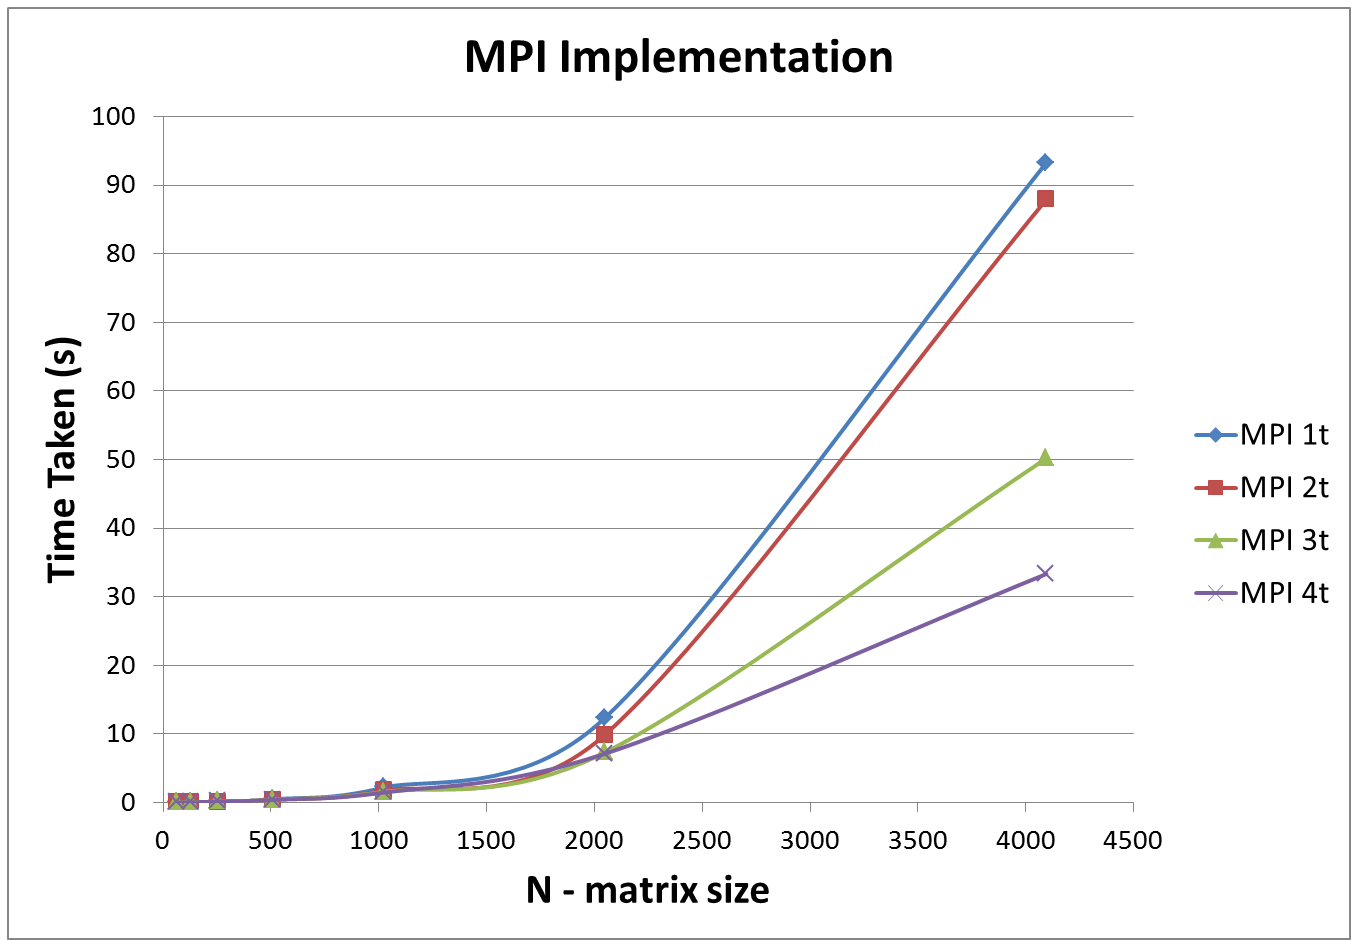 MPI Implementation
100
90
80
70
60
50
40
30
20
10
0
Time Taken (s)
0 500 1000 1500 2000 2500 3000 3500 4000 4500
N - matrix size
MPI 1t
MPI 2t
MPI 3t
MPI 4t